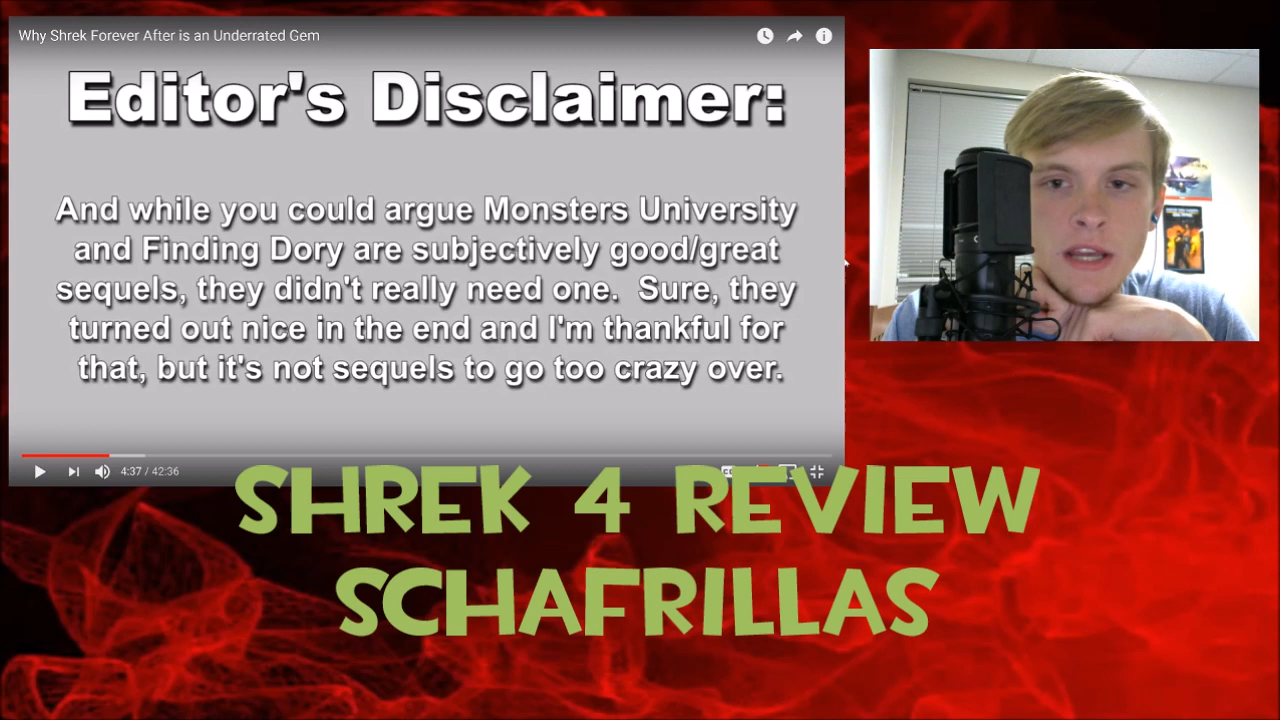 Why Shrek Forever After is an Underrated Gem
Editor's Disclaimer:
And while you could argue Monsters University
and Finding Dory are subjectively good/great
sequels, they didn't really need one.  Sure, they
turned out nice in the end and I'm thankful for
that, but it's not sequels to go too crazy over.
4:37 / 42:36
SHREK 4 REVIEW
SCHAFRILLAS